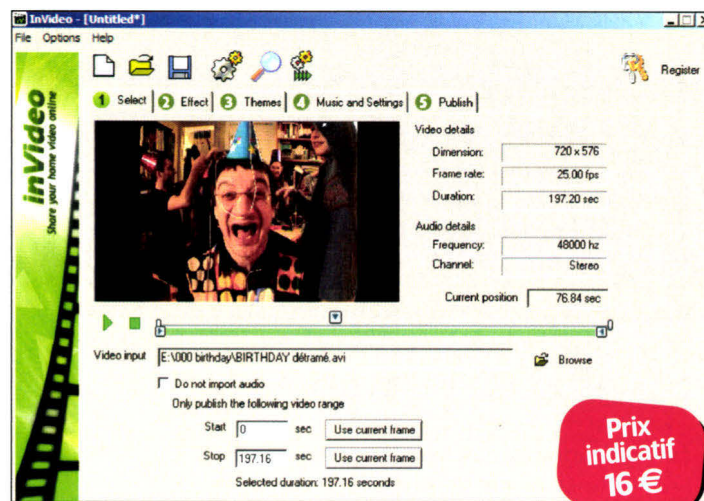 InVideo - [Untitled*]
File Options Help
Register
inVideo
Share your home video online
1 Select 2 Effect 3 Themes 4 Music and Settings 5 Publish
Video details
Dimension: 720 x 576
Frame rate: 25.00 fps
Duration: 197.20 sec
Audio details
Frequency: 48000 hz
Channel: Stereo
Current position 76.84 sec
Video input E:\000 birthday\BIRTHDAY détramé.avi Browse
Do not import audio
Only publish the following video range
Start 0 sec Use current frame
Stop 197.16 sec Use current frame
Selected duration: 197.16 seconds
Prix
indicatif
16 €